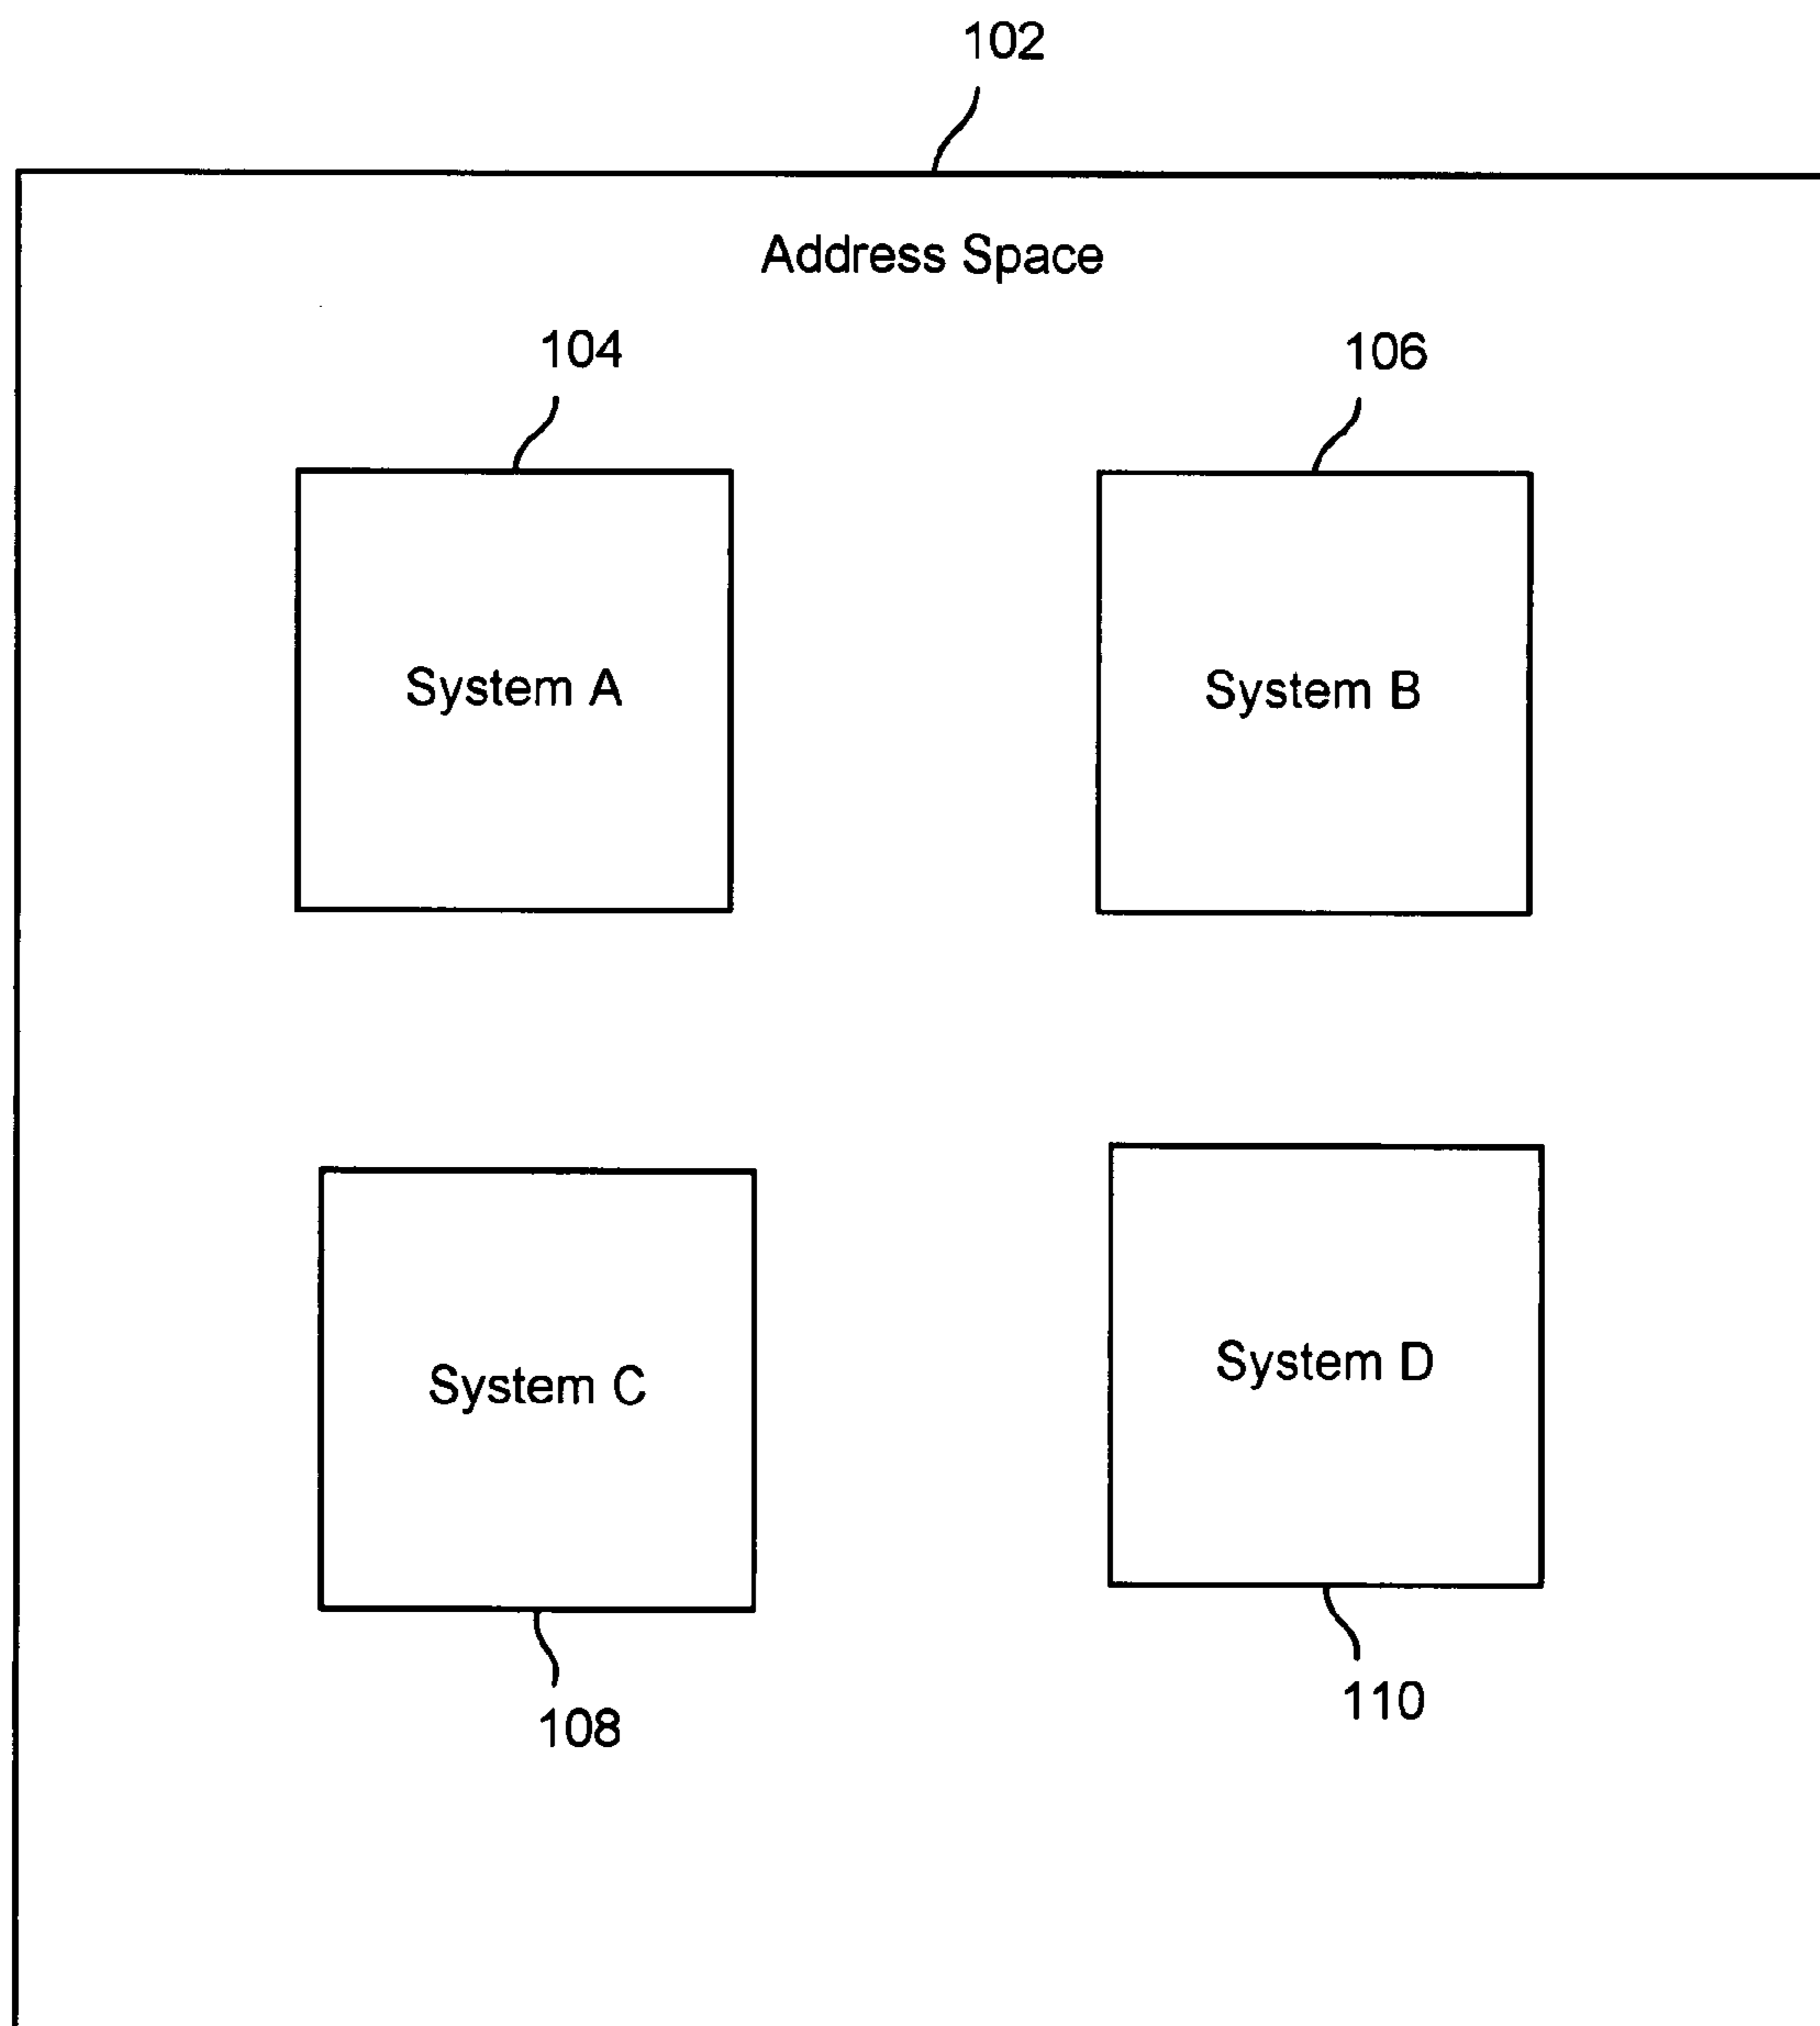 102
Address Space
104
106
System A
System B
System C
System D
108
110